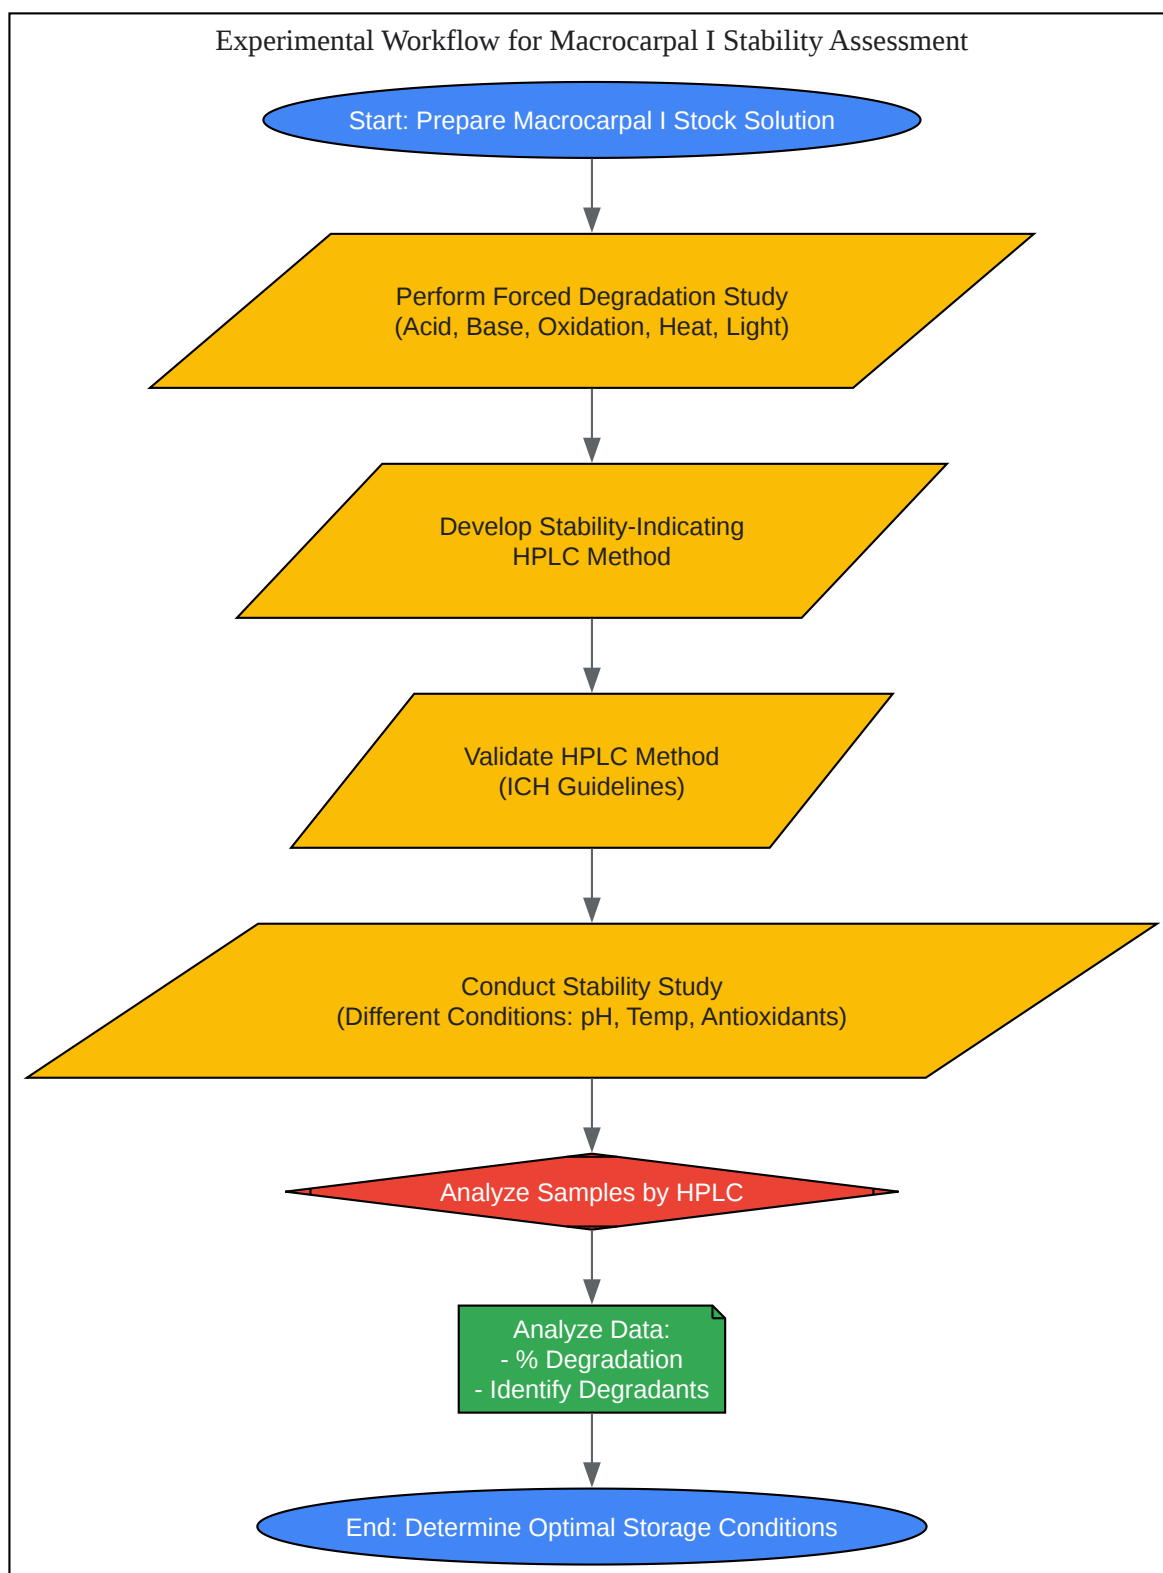 Experimental Workflow for Macrocarpal I Stability Assessment
Start: Prepare Macrocarpal I Stock Solution
Perform Forced Degradation Study
(Acid, Base, Oxidation, Heat, Light)
Develop Stability-Indicating
HPLC Method
Validate HPLC Method
(ICH Guidelines)
Conduct Stability Study
(Different Conditions: pH, Temp, Antioxidants)
Analyze Samples by HPLC
Analyze Data:
- % Degradation
- Identify Degradants
End: Determine Optimal Storage Conditions